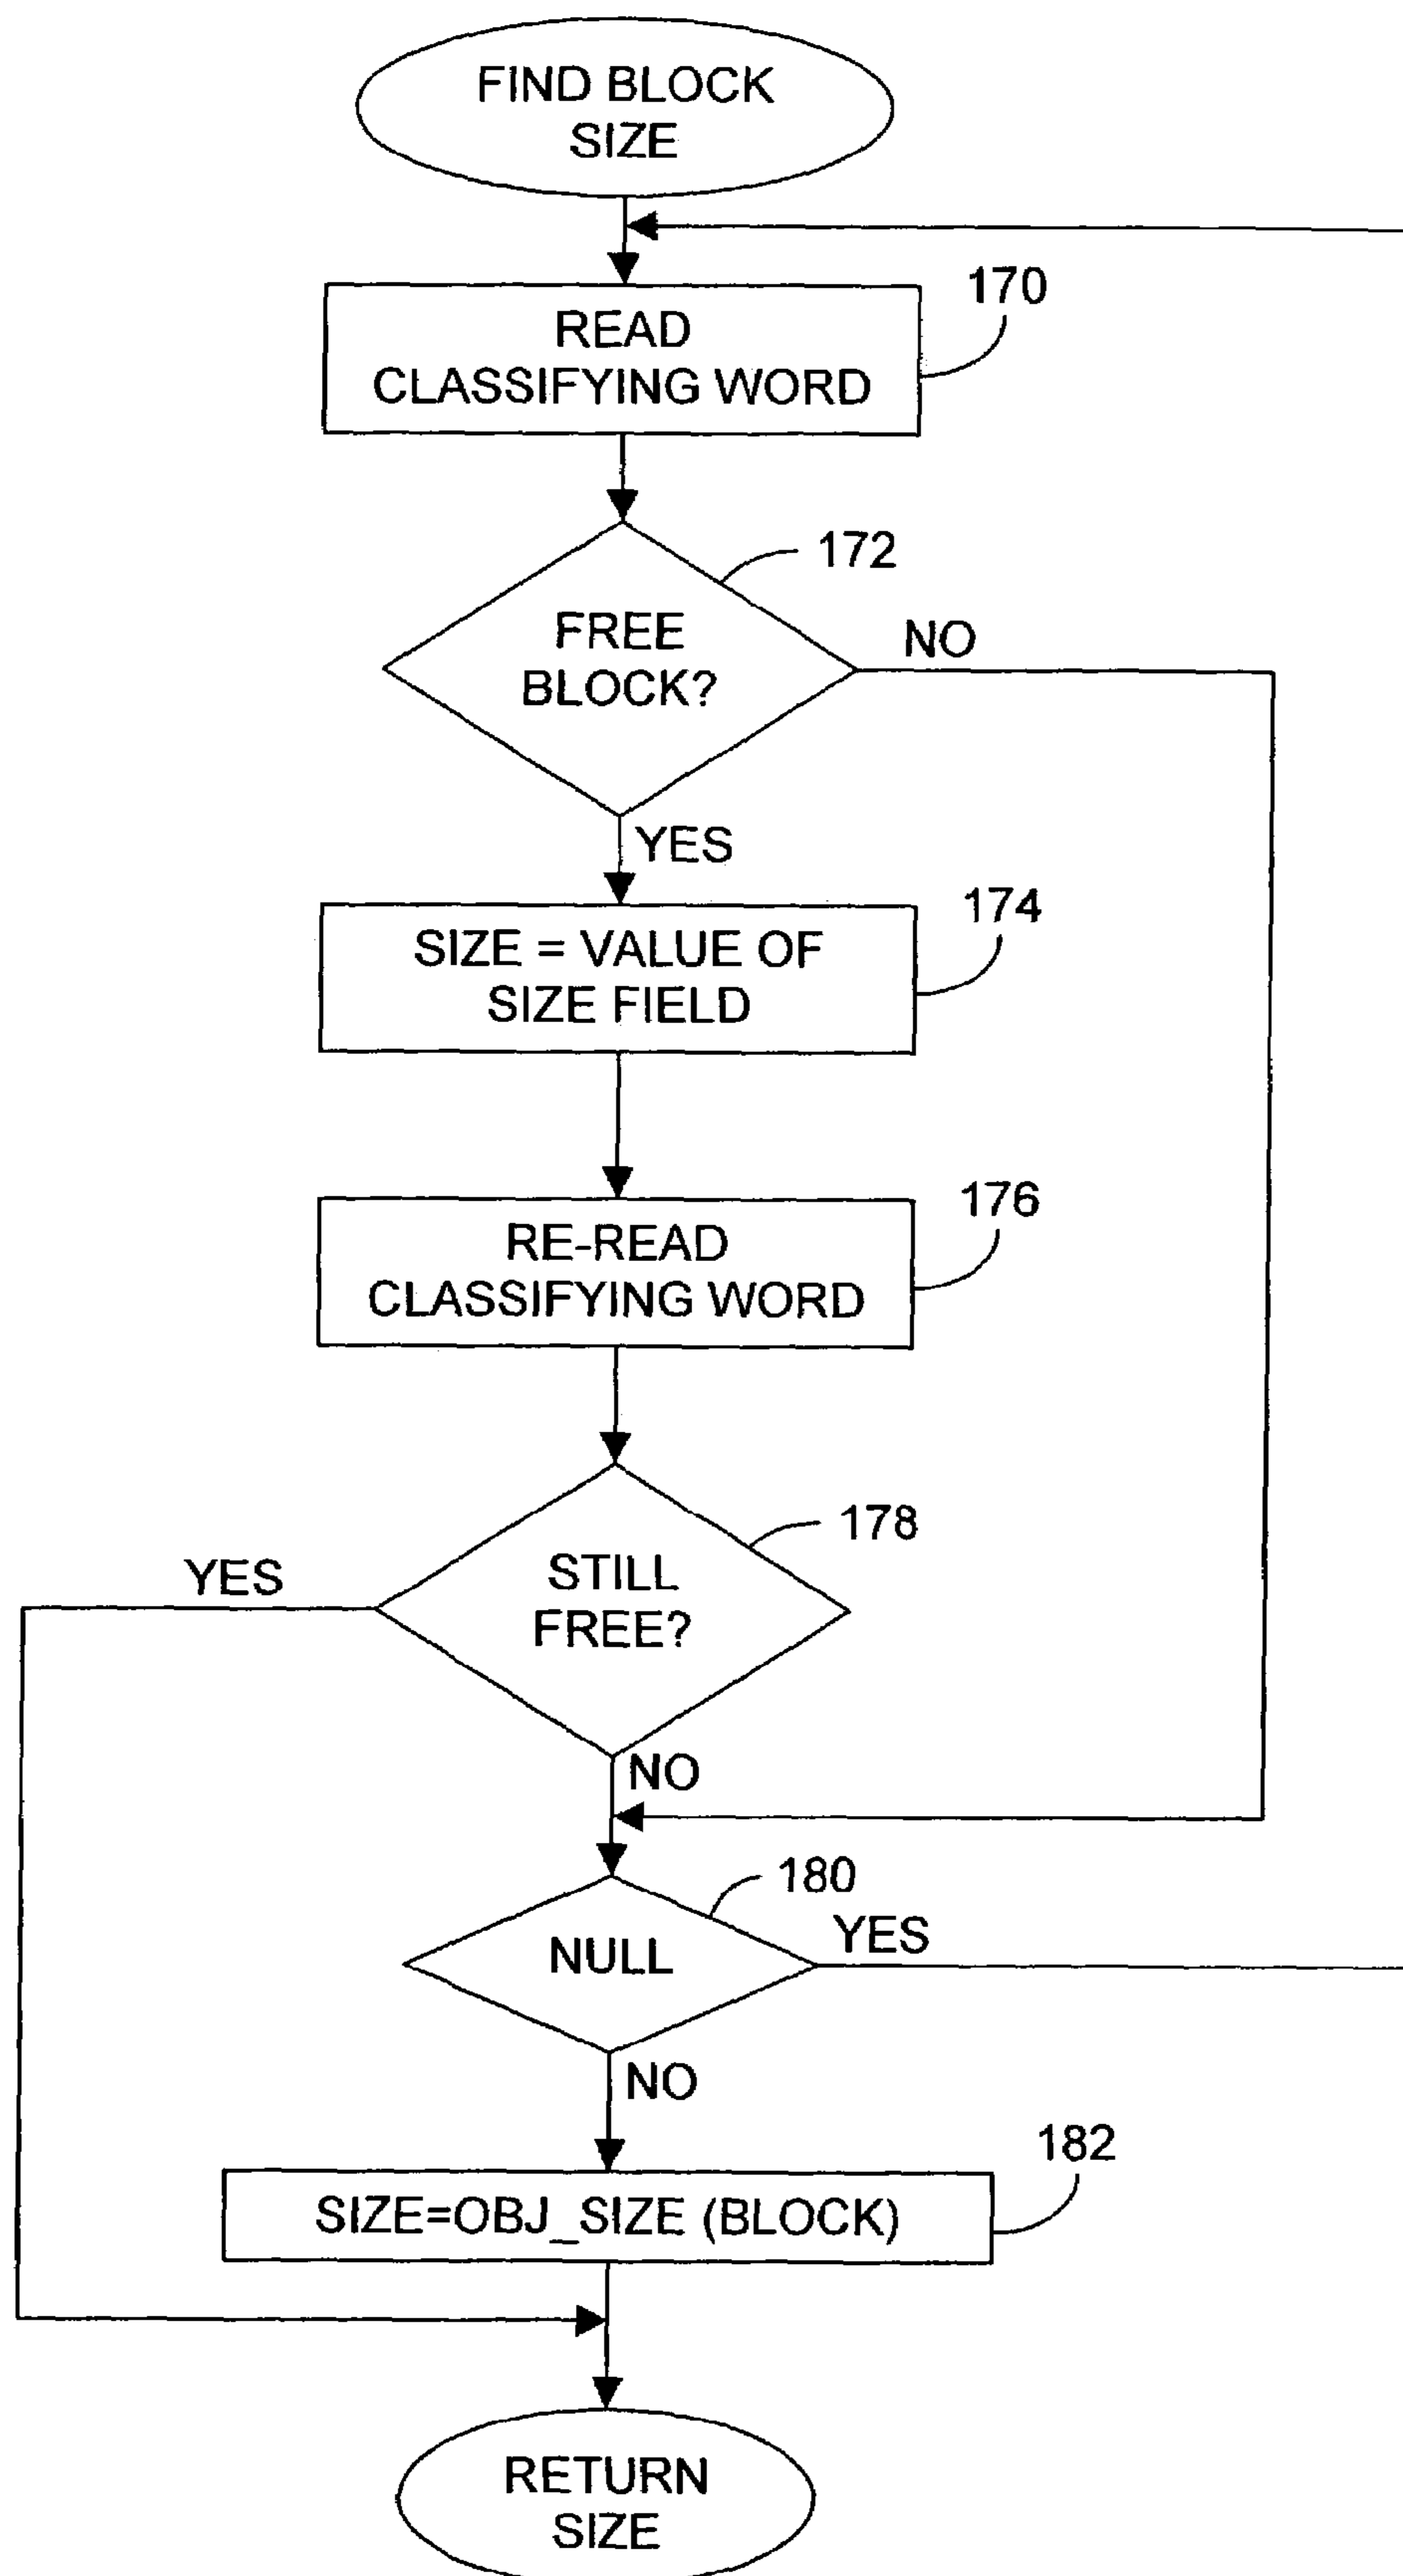 FIND BLOCK
SIZE
170
READ
CLASSIFYING WORD
172
FREE
BLOCK?
NO
YES
174
SIZE = VALUE OF
SIZE FIELD
176
RE-READ
CLASSIFYING WORD
178
YES
STILL
FREE?
NO
180
NULL
YES
NO
182
SIZE=OBJ_SIZE (BLOCK)
RETURN
SIZE